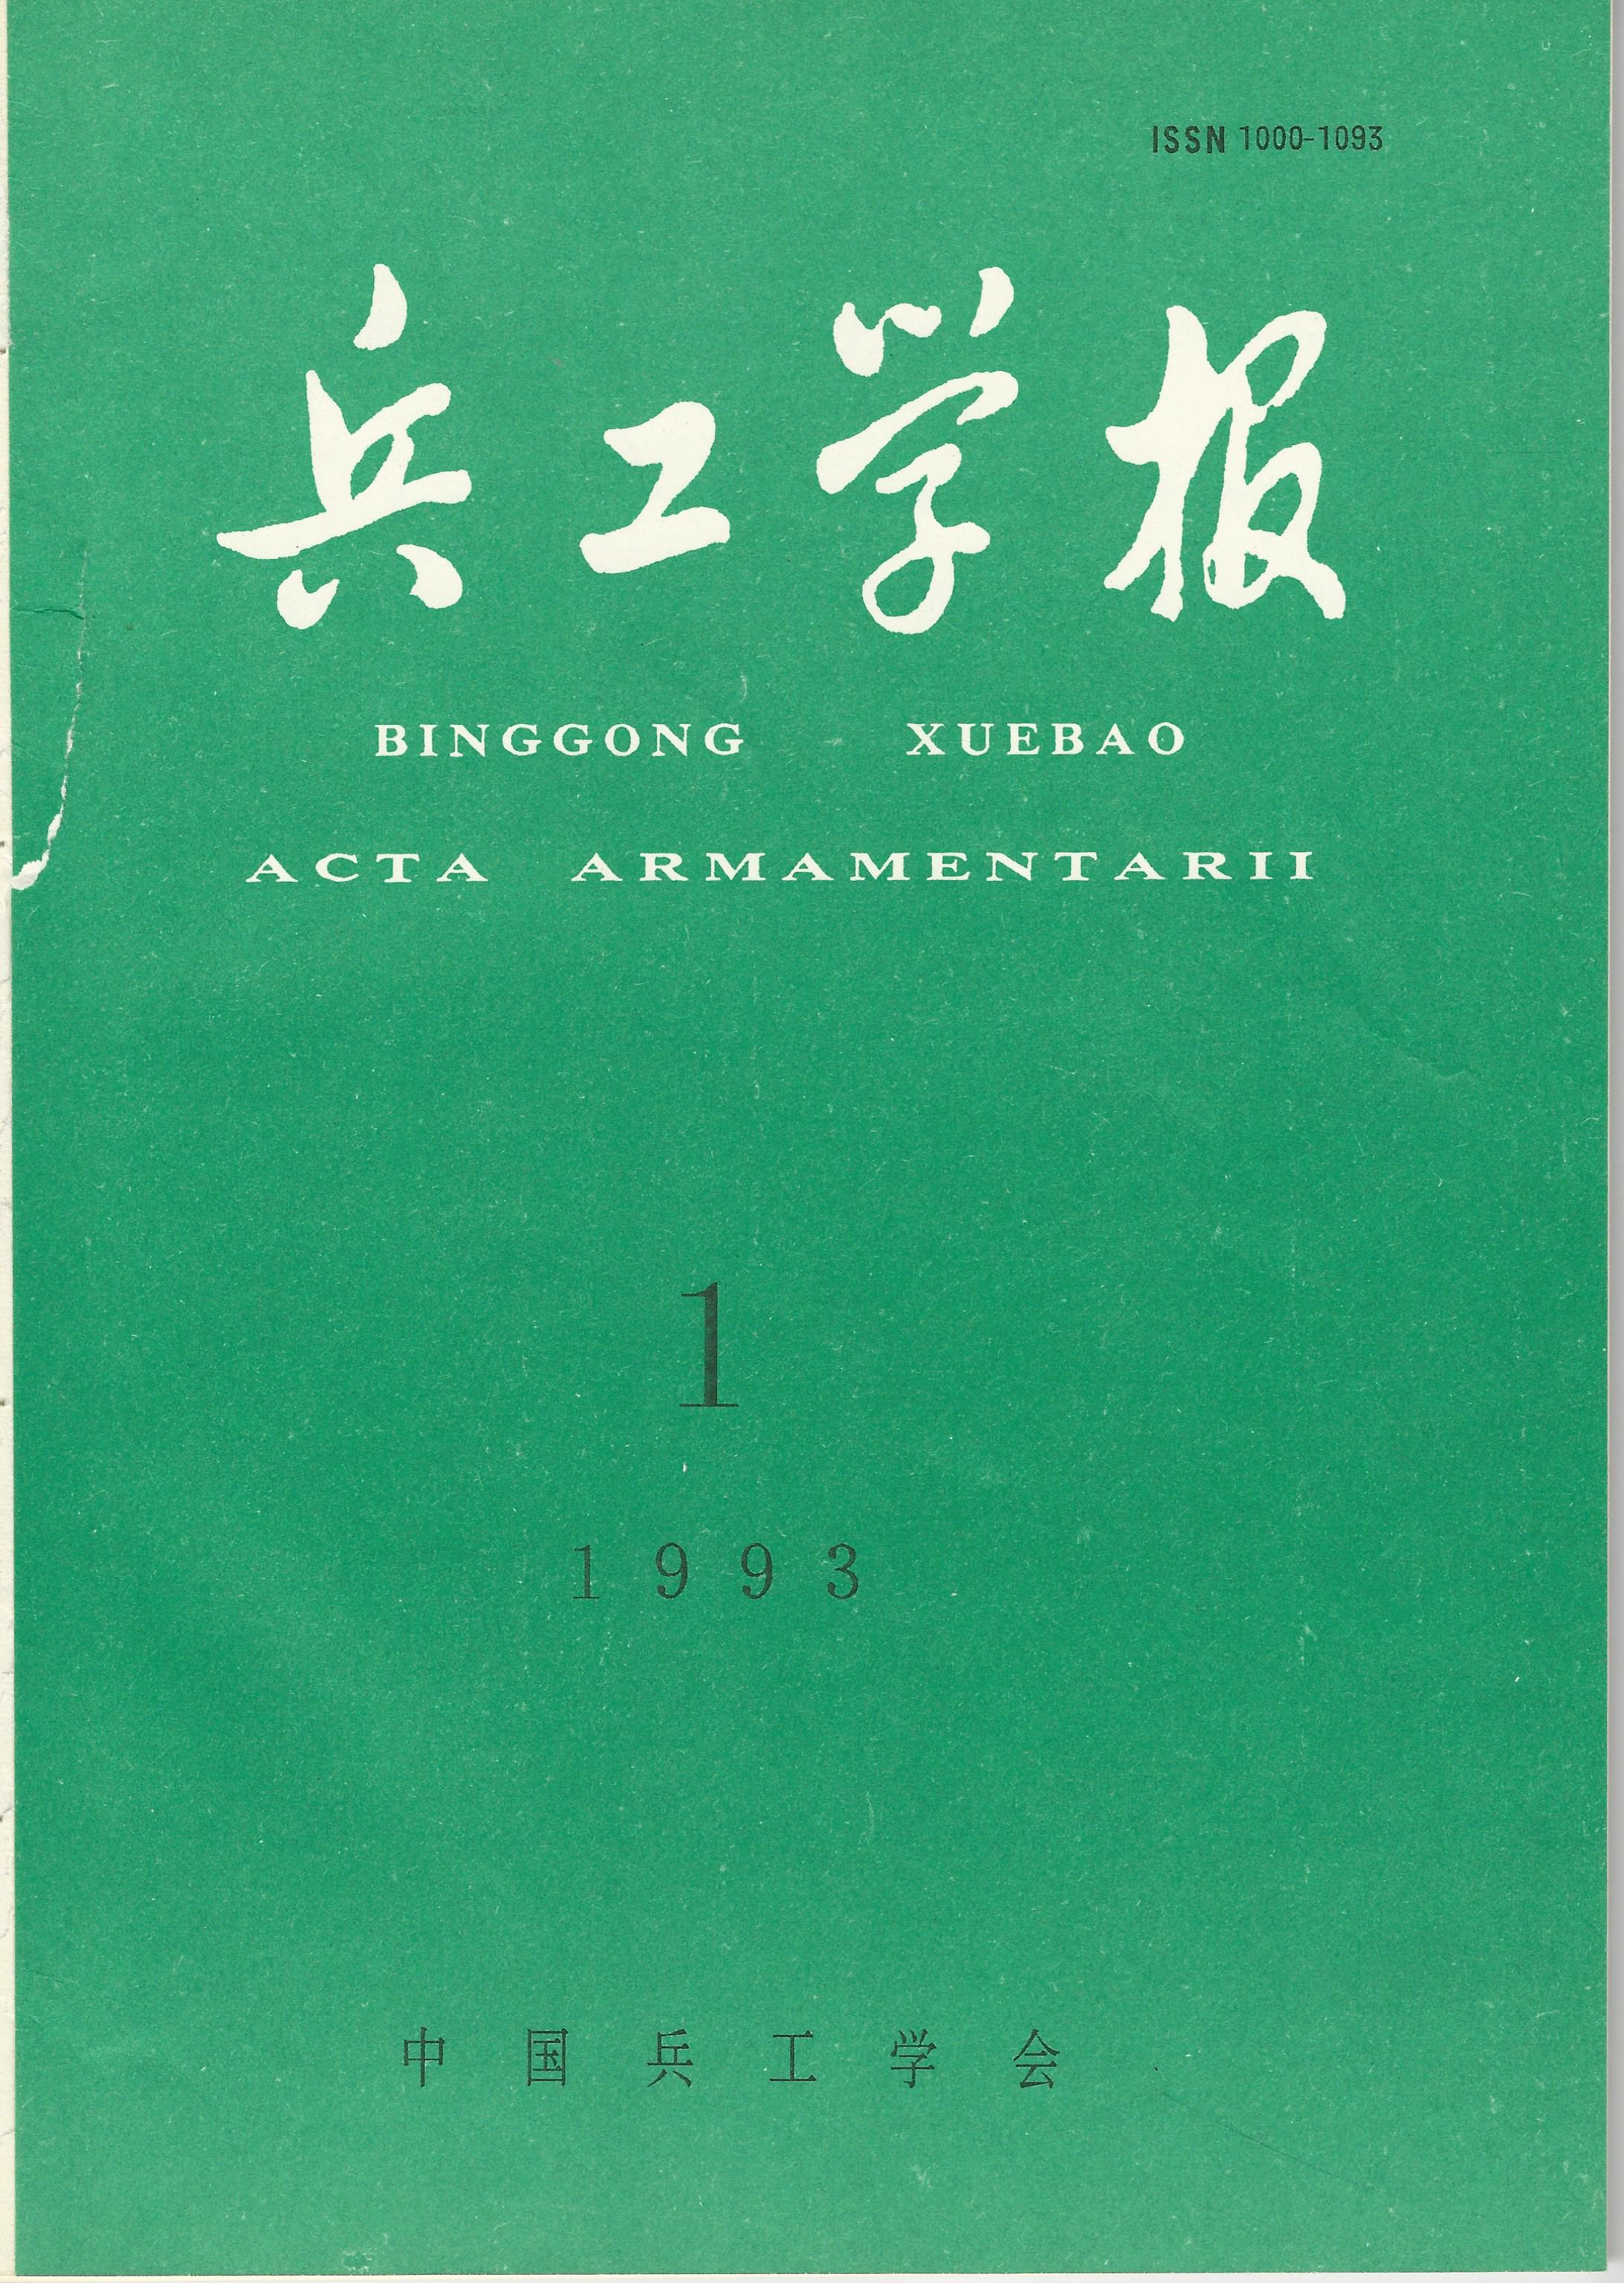 ISSN 1000-1093
兵工学报
BINGGONG XUEBAO
ACTA ARMAMENTARII
1
1993
中国兵工学会